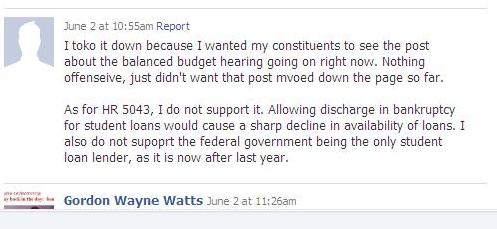 June 2 at 10:55am Report
I toko it down because I wanted my constituents to see the post
about the balanced budget hearing going on right now. Nothing
offenseive, just didn't want that post mvoed down the page so far.
As for HR 5043, I do not support it. Allowing discharge in bankruptcy
for student loans would cause a sharp decline in availability of loans. I
also do not supoprt the federal government being the only student
loan lender, as it is now after last year.
Gordon Wayne Watts June 2 at 11:26am